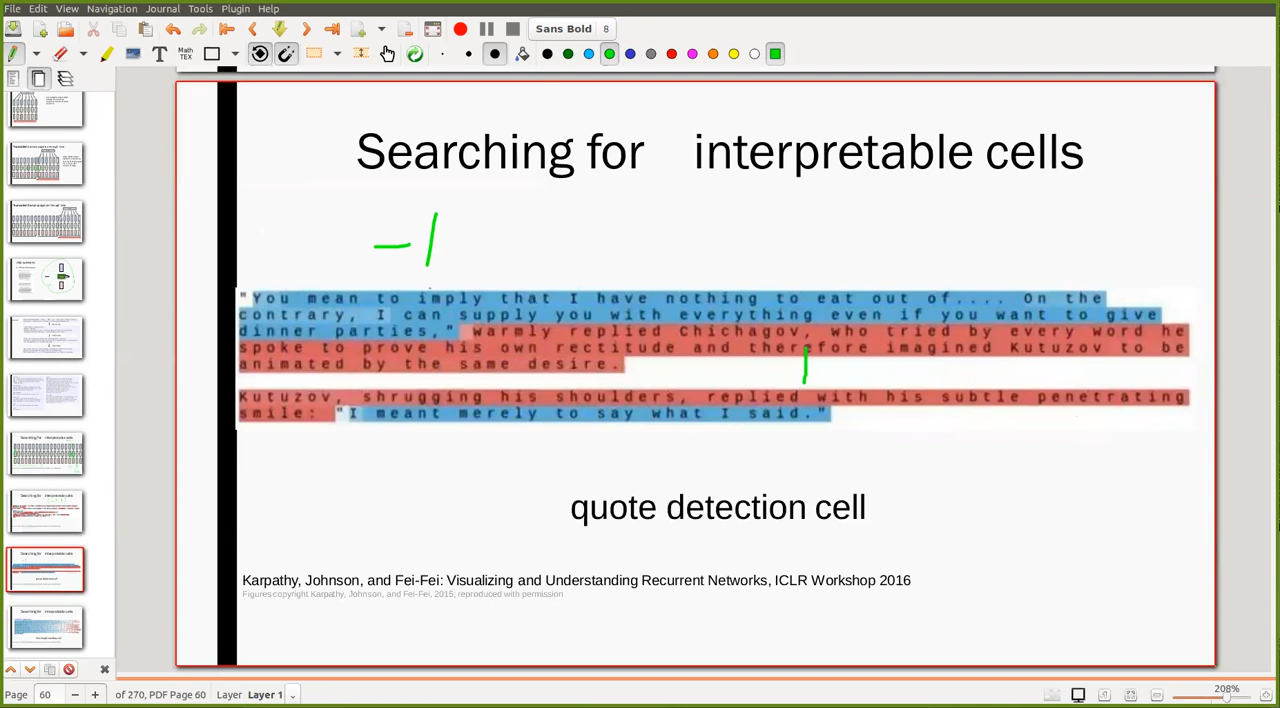 File Edit View Navigation Journal Tools Plugin Help
Sans Bold 8
T Math TEX
Searching for interpretable cells
-1
"You mean to imply that I have nothing to eat out of.... On the
contrary, I can supply you with everything even if you want to give
dinner parties," warmly replied Chichagov, who tried by every word he
spoke to prove his own rectitude and therefore imagined Kutuzov to be
animated by the same desire.
1
Kutuzov, shrugging his shoulders, replied with his subtle penetrating
smile: "I meant merely to say what I said."
quote detection cell
Karpathy, Johnson, and Fei-Fei: Visualizing and Understanding Recurrent Networks, ICLR Workshop 2016
Figures copyright Karpathy, Johnson, and Fei-Fei, 2015; reproduced with permission
Page 60 - + of 270, PDF Page 60 Layer Layer 1 208%